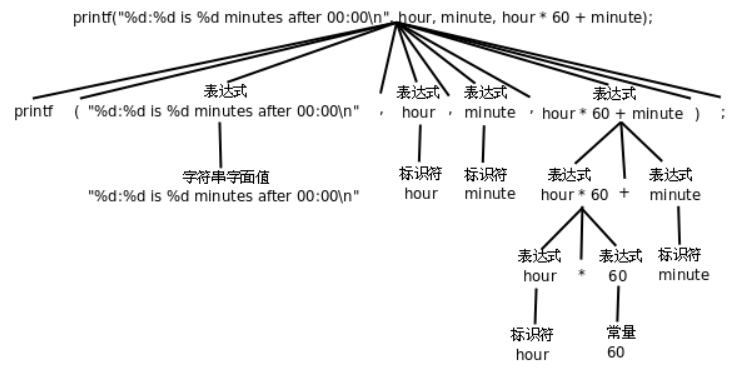 printf("%d:%d is %d minutes after 00:00\n", hour, minute, hour * 60 + minute);
表达式 表达式 表达式 表达式
printf ( "%d:%d is %d minutes after 00:00\n" , hour , minute , hour * 60 + minute ) ;
字符串字面值 标识符 标识符 表达式 表达式
"%d:%d is %d minutes after 00:00\n" hour minute hour * 60 + minute
表达式 表达式 标识符
hour * 60 minute
标识符 常量
hour 60